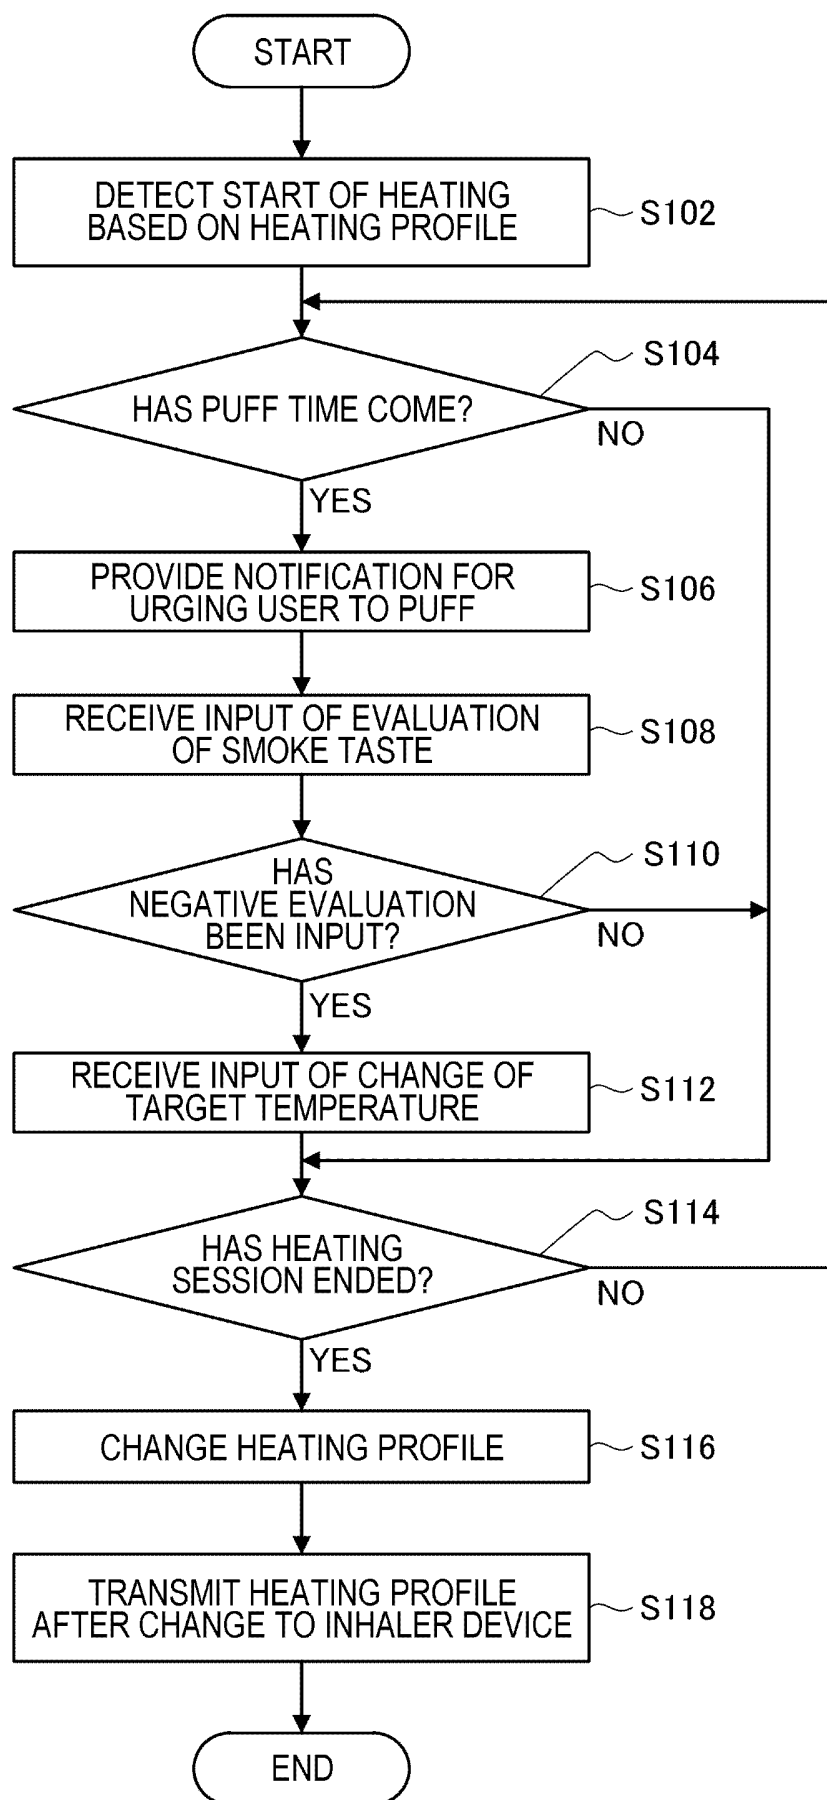 START
DETECT START OF HEATING
BASED ON HEATING PROFILE
S102
S104
HAS PUFF TIME COME?
NO
YES
PROVIDE NOTIFICATION FOR
URGING USER TO PUFF
S106
RECEIVE INPUT OF EVALUATION
OF SMOKE TASTE
S108
S110
HAS
NEGATIVE EVALUATION
BEEN INPUT?
NO
YES
RECEIVE INPUT OF CHANGE OF
TARGET TEMPERATURE
S112
S114
HAS HEATING
SESSION ENDED?
NO
YES
CHANGE HEATING PROFILE
S116
TRANSMIT HEATING PROFILE
AFTER CHANGE TO INHALER DEVICE
S118
END